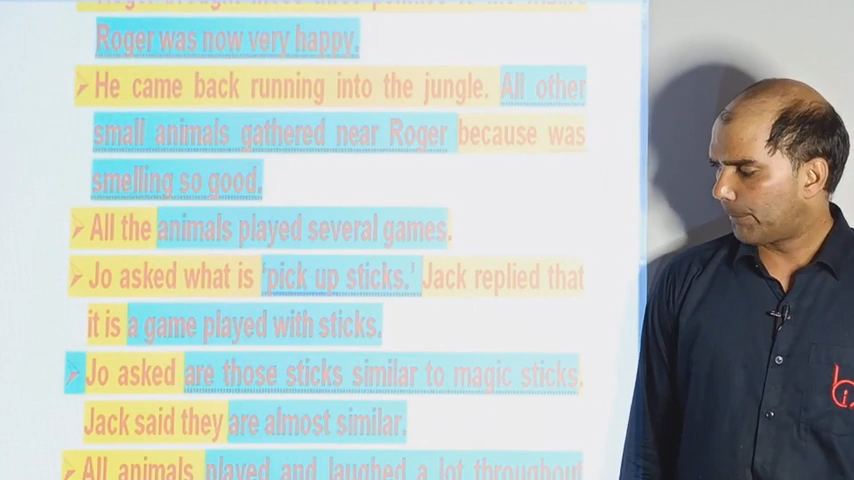 Roger was now very happy.
➢ He came back running into the jungle. All other
small animals gathered near Roger because was
smelling so good.
➢ All the animals played several games.
➢ Jo asked what is 'pick up sticks.' Jack replied that
it is a game played with sticks.
➢ Jo asked are those sticks similar to magic sticks.
Jack said they are almost similar.
➢ All animals played and laughed a lot throughout